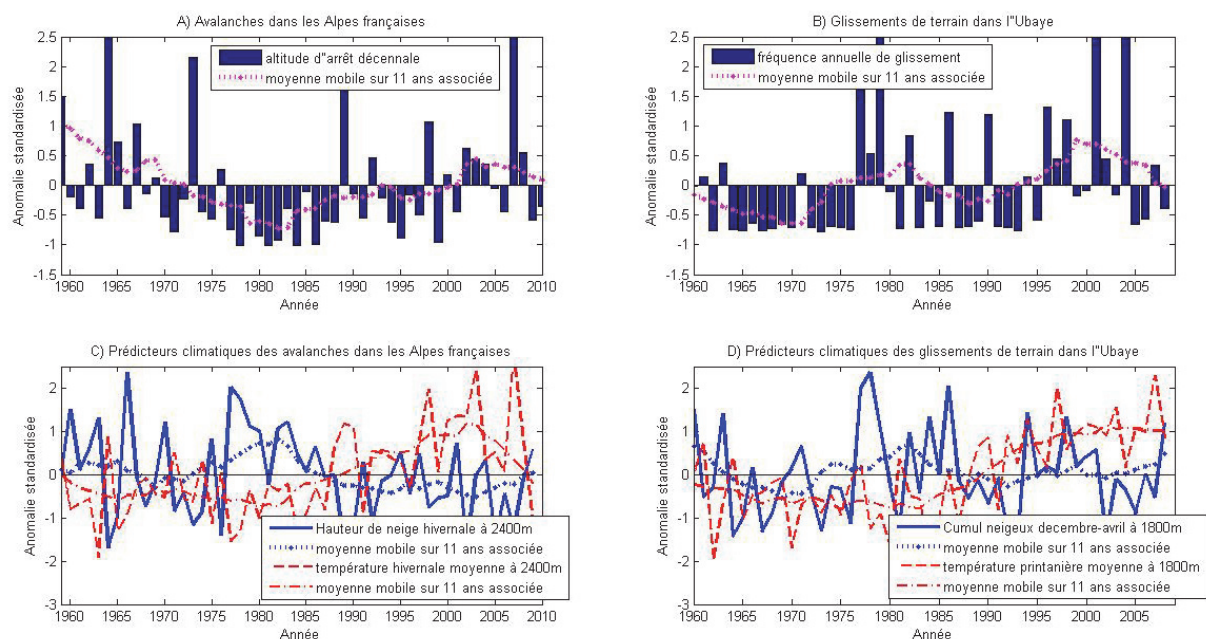 A) Avalanches dans les Alpes françaises
2.5
2
1.5
1
0.5
0
-0.5
-1
-1.5
Anomalie standardisée
altitude d"arrêt décennale
moyenne mobile sur 11 ans associée
1960 1965 1970 1975 1980 1985 1990 1995 2000 2005 2010
Année
B) Glissements de terrain dans l"Ubaye
2.5
2
1.5
1
0.5
0
-0.5
-1
-1.5
Anomalie standardisée
fréquence annuelle de glissement
moyenne mobile sur 11 ans associée
1960 1965 1970 1975 1980 1985 1990 1995 2000 2005
Année
C) Prédicteurs climatiques des avalanches dans les Alpes françaises
2
1
0
-1
-2
-3
Anomalie standardisée
Hauteur de neige hivernale à 2400m
moyenne mobile sur 11 ans associée
température hivernale moyenne à 2400m
moyenne mobile sur 11 ans associée
1960 1965 1970 1975 1980 1985 1990 1995 2000 2005 2010
Année
D) Prédicteurs climatiques des glissements de terrain dans l"Ubaye
2
1
0
-1
-2
-3
Anomalie standardisée
Cumul neigeux decembre-avril à 1800m
moyenne mobile sur 11 ans associée
température printanière moyenne à 1800m
moyenne mobile sur 11 ans associée
1960 1965 1970 1975 1980 1985 1990 1995 2000 2005
Année